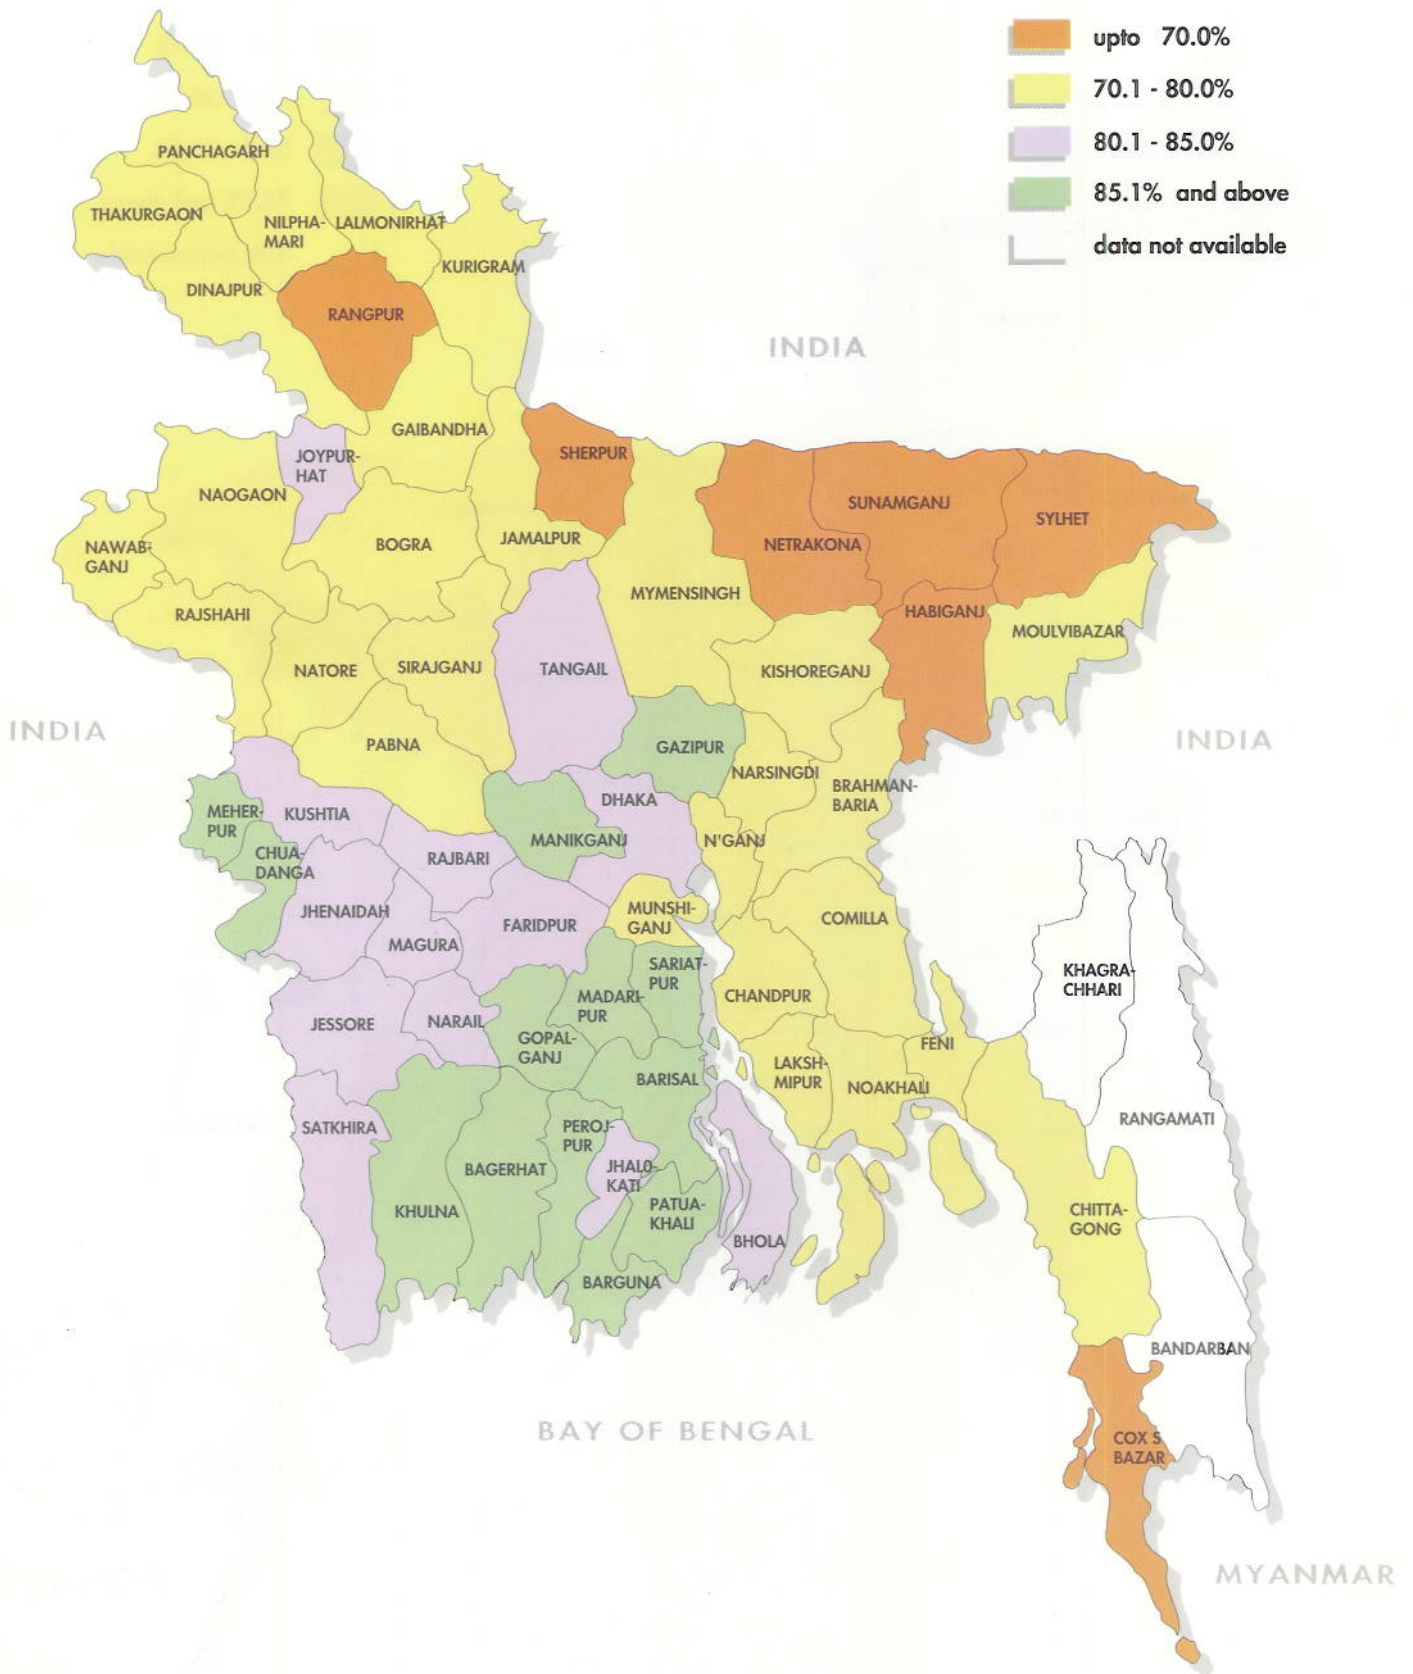 upto 70.0%
70.1 - 80.0%
80.1 - 85.0%
85.1% and above
data not available
PANCHAGARH
THAKURGAON
NILPHA-
MARI
LALMONIRHAT
KURIGRAM
DINAJPUR
RANGPUR
INDIA
GAIBANDHA
JOYPUR-
HAT
SHERPUR
NAOGAON
SUNAMGANJ
SYLHET
NAWAB-
GANJ
BOGRA
JAMALPUR
NETRAKONA
MYMENSINGH
RAJSHAHI
HABIGANJ
MOULVIBAZAR
NATORE
SIRAJGANJ
TANGAIL
KISHOREGANJ
INDIA
PABNA
GAZIPUR
INDIA
NARSINGDI
BRAHMAN-
BARIA
MEHER-
PUR
KUSHTIA
DHAKA
MANIKGANJ
N'GANJ
CHUA-
DANGA
RAJBARI
JHENAIDAH
MAGURA
FARIDPUR
MUNSHI-
GANJ
COMILLA
SARIAT-
PUR
KHAGRA-
CHHARI
MADARI-
PUR
CHANDPUR
JESSORE
NARAIL
GOPAL-
GANJ
FENI
BARISAL
LAKSH-
MIPUR
NOAKHALI
RANGAMATI
SATKHIRA
PEROJ-
PUR
BAGERHAT
JHALO-
KATI
KHULNA
PATUA-
KHALI
CHITTA-
GONG
BHOLA
BARGUNA
BANDARBAN
BAY OF BENGAL
COX S
BAZAR
MYANMAR